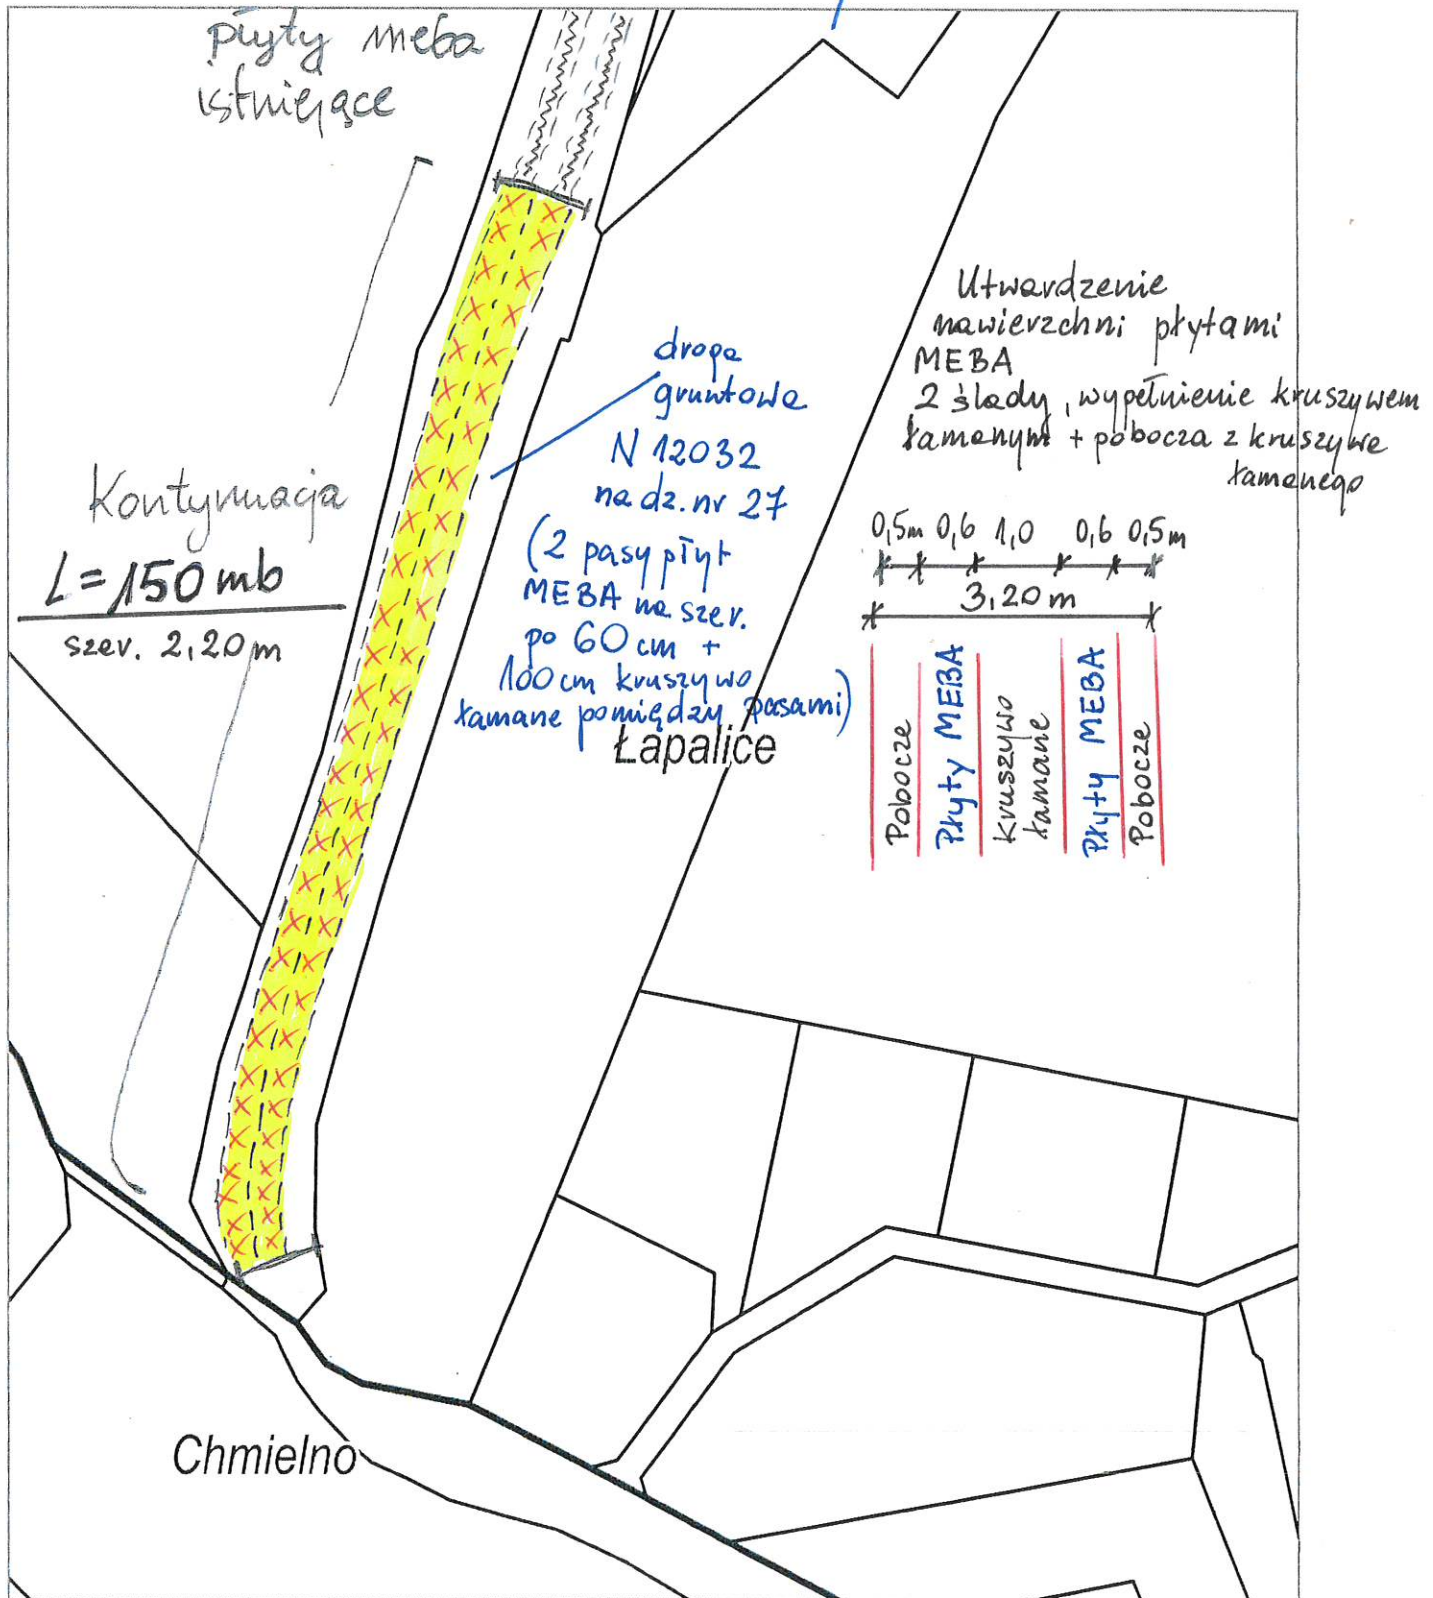 płyty meba
istniejące
Utwardzenie
nawierzchni płytami
MEBA
2 ślady, wypełnienie kruszywem
łamanym + pobocza z kruszywa
łamanego
droga
gruntowa
N 12032
na dz. nr 27
(2 pasy płyt
MEBA na szer.
po 60 cm +
100 cm kruszywo
łamane pomiędzy pasami)
Kontynuacja
L=150 mb
szer. 2,20 m
0,5m 0,6 1,0 0,6 0,5m
3,20 m
Pobocze
Płyty MEBA
Kruszywo
łamane
Płyty MEBA
Pobocze
Łapalice
Chmielno